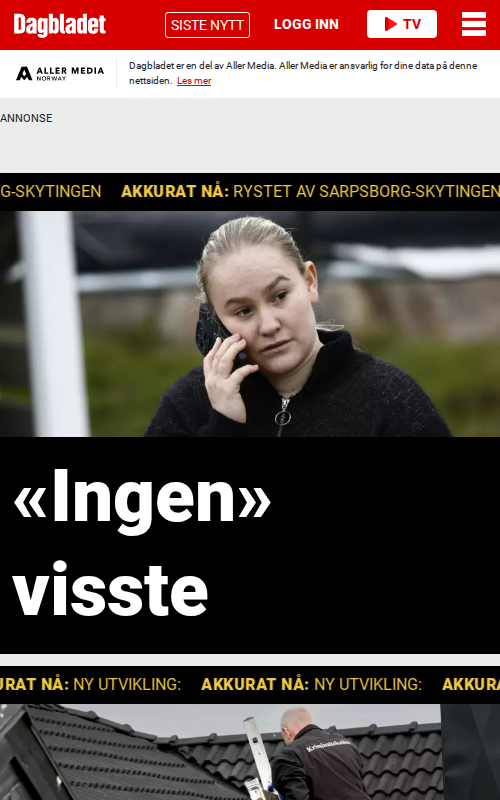 Dagbladet SISTE NYTT LOGG INN TV
ALLER MEDIA NORWAY
Dagbladet er en del av Aller Media. Aller Media er ansvarlig for dine data på denne
nettsiden. Les mer
ANNONSE
G-SKYTINGEN AKKURAT NÅ: RYSTET AV SARPSBORG-SKYTINGEN
«Ingen»
visste
URAT NÅ: NY UTVIKLING: AKKURAT NÅ: NY UTVIKLING: AKKURA
Kriminalteknikk